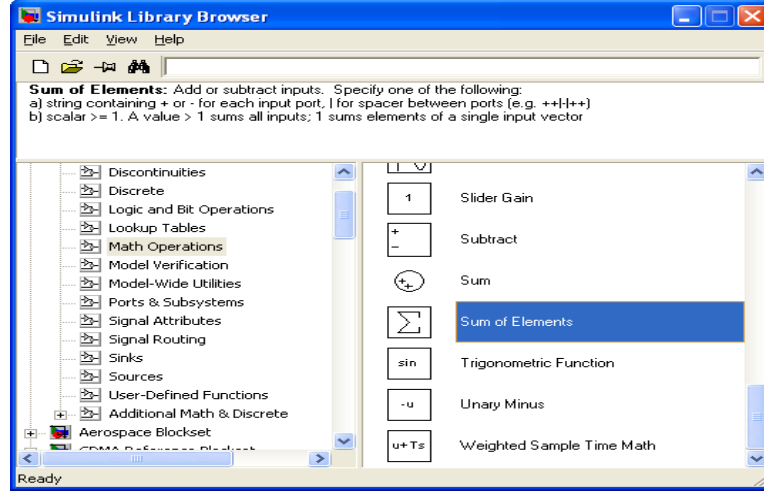 Simulink Library Browser
File Edit View Help
Sum of Elements: Add or subtract inputs. Specify one of the following:
a) string containing + or - for each input port, | for spacer between ports (e.g. ++|-|++)
b) scalar >= 1. A value > 1 sums all inputs; 1 sums elements of a single input vector
Discontinuities
Discrete
Logic and Bit Operations
Lookup Tables
Math Operations
Model Verification
Model-Wide Utilities
Ports & Subsystems
Signal Attributes
Signal Routing
Sinks
Sources
User-Defined Functions
Additional Math & Discrete
Aerospace Blockset
CDMA Reference Blockset
1 Slider Gain
+
− Subtract
++ Sum
∑ Sum of Elements
sin Trigonometric Function
-u Unary Minus
u+Ts Weighted Sample Time Math
Ready